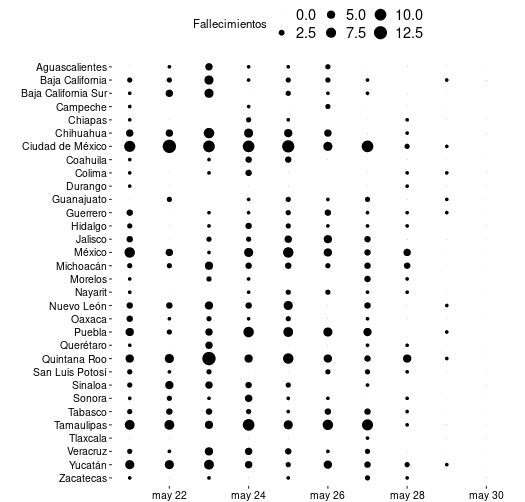 Fallecimientos
0.0 5.0 10.0
2.5 7.5 12.5
Aguascalientes
Baja California
Baja California Sur
Campeche
Chiapas
Chihuahua
Ciudad de México
Coahuila
Colima
Durango
Guanajuato
Guerrero
Hidalgo
Jalisco
México
Michoacán
Morelos
Nayarit
Nuevo León
Oaxaca
Puebla
Querétaro
Quintana Roo
San Luis Potosí
Sinaloa
Sonora
Tabasco
Tamaulipas
Tlaxcala
Veracruz
Yucatán
Zacatecas
may 22 may 24 may 26 may 28 may 30